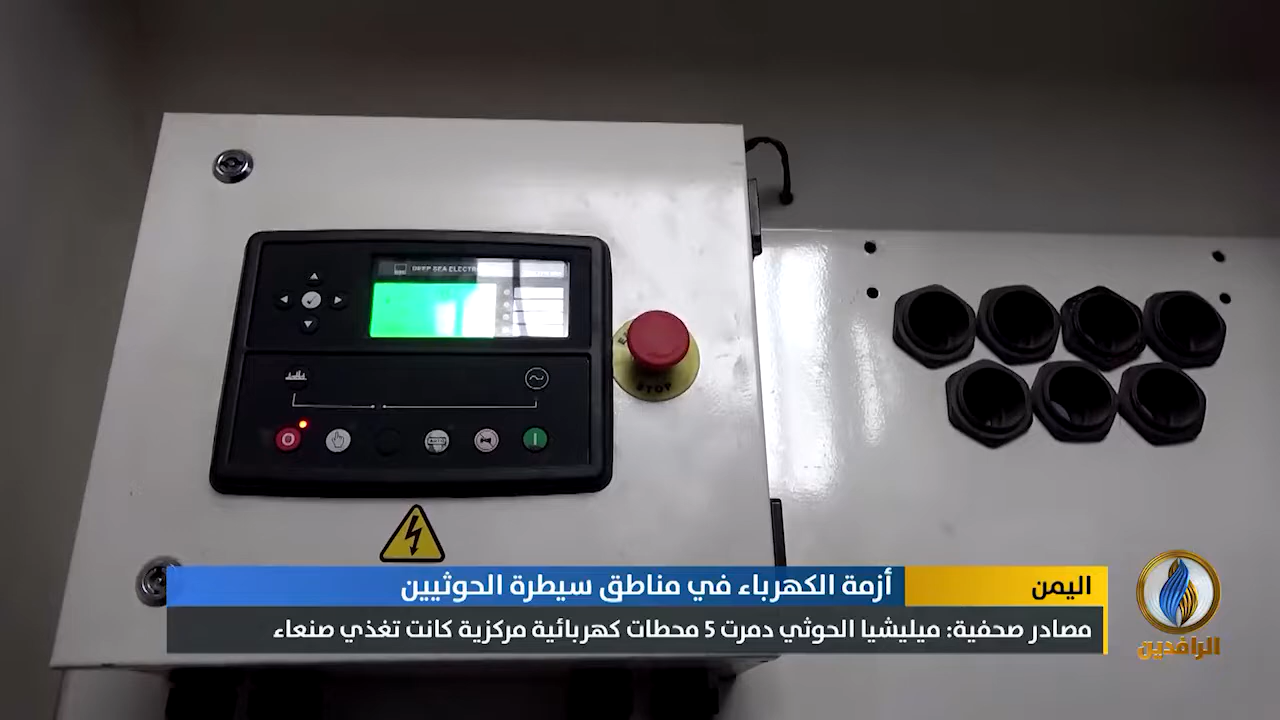 DEEP SEA ELECTR
STOP
AUTO
اليمن
أزمة الكهرباء في مناطق سيطرة الحوثيين
مصادر صحفية: ميليشيا الحوثي دمرت 5 محطات كهربائية مركزية كانت تغذي صنعاء
الرافدين